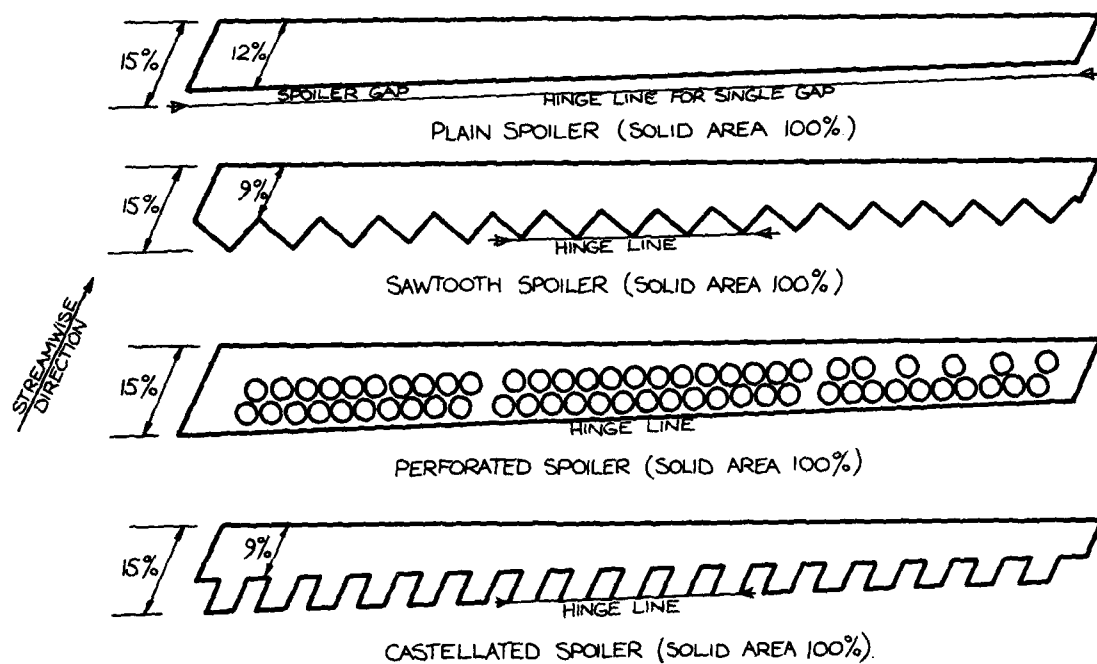 15%
12%
SPOILER GAP
HINGE LINE FOR SINGLE GAP
PLAIN SPOILER (SOLID AREA 100%.)
15%
9%
HINGE LINE
SAWTOOTH SPOILER (SOLID AREA 100%)
STREAMWISE
DIRECTION
15%
HINGE LINE
PERFORATED SPOILER (SOLID AREA 100%)
15%
9%
HINGE LINE
CASTELLATED SPOILER (SOLID AREA 100%).